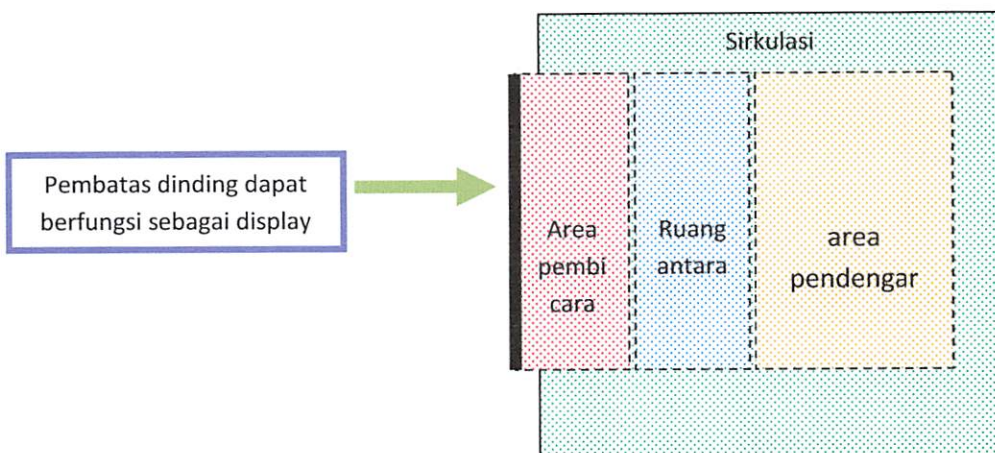 Sirkulasi
Pembatas dinding dapat
berfungsi sebagai display
Area
pembi
cara
Ruang
antara
area
pendengar